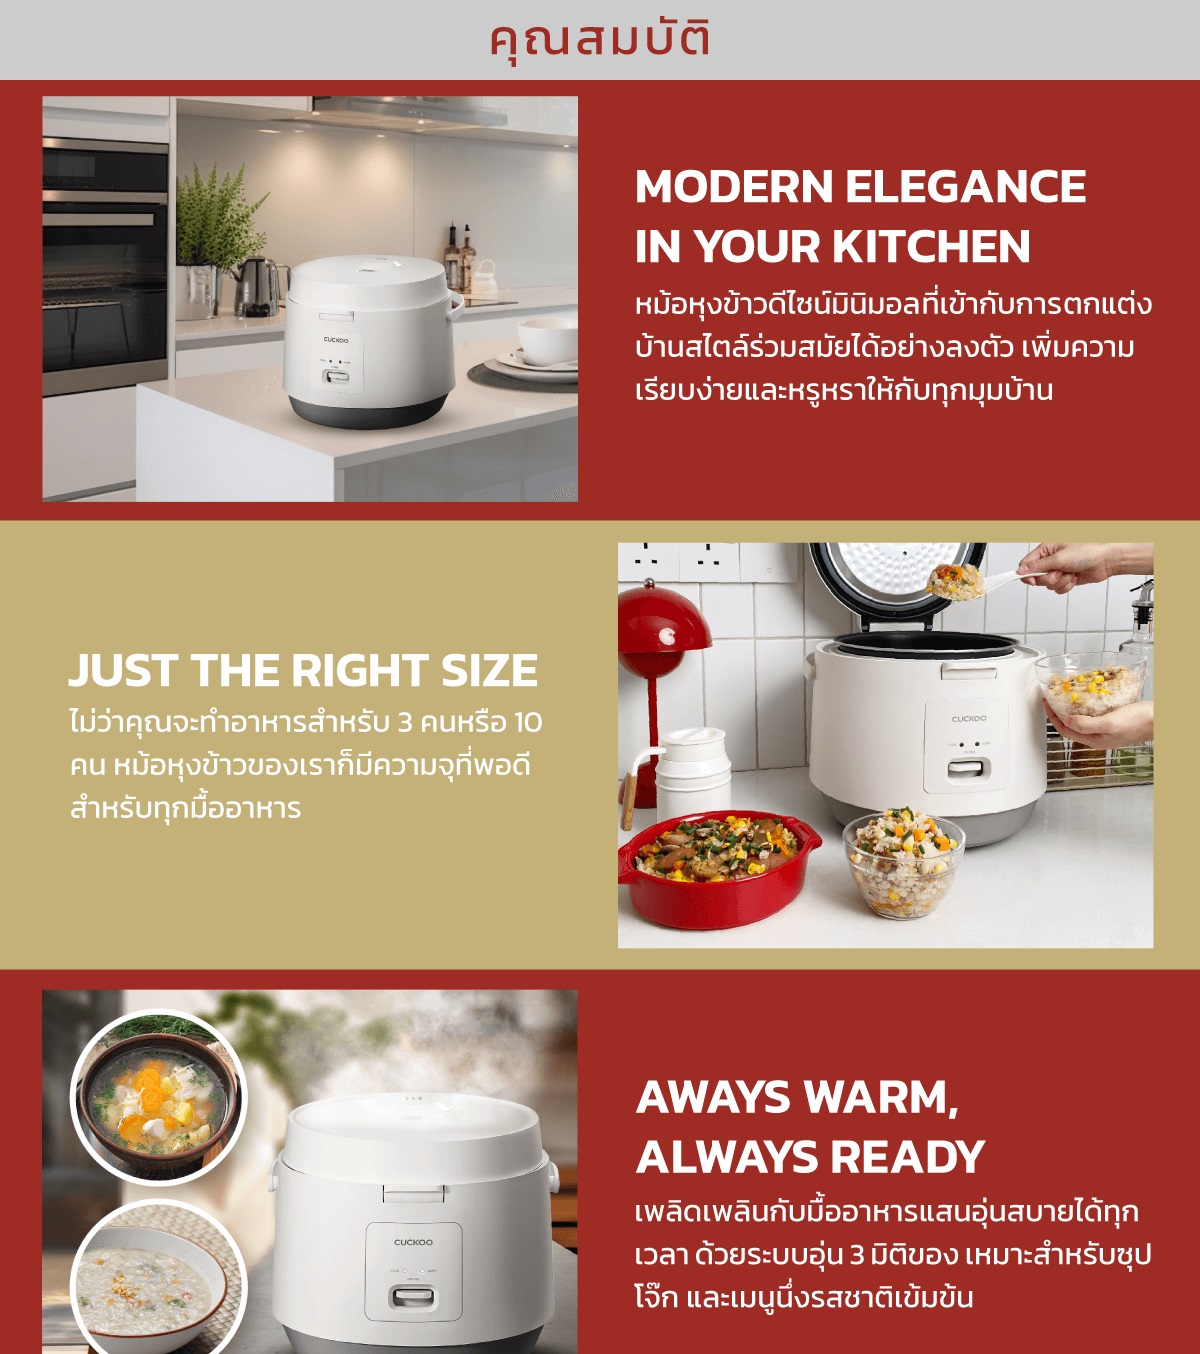 คุณสมบัติ
CUCKOO
MODERN ELEGANCE
IN YOUR KITCHEN
หม้อหุงข้าวดีไซน์มินิมอลที่เข้ากับการตกแต่ง
บ้านสไตล์ร่วมสมัยได้อย่างลงตัว เพิ่มความ
เรียบง่ายและหรูหราให้กับทุกมุมบ้าน
JUST THE RIGHT SIZE
ไม่ว่าคุณจะทำอาหารสำหรับ 3 คนหรือ 10
คน หม้อหุงข้าวของเราก็มีความจุที่พอดี
สำหรับทุกมื้ออาหาร
CUCKOO
CUCKOO
AWAYS WARM,
ALWAYS READY
เพลิดเพลินกับมื้ออาหารแสนอุ่นสบายได้ทุก
เวลา ด้วยระบบอุ่น 3 มิติของ เหมาะสำหรับซุป
โจ๊ก และเมนูนึ่งรสชาติเข้มข้น